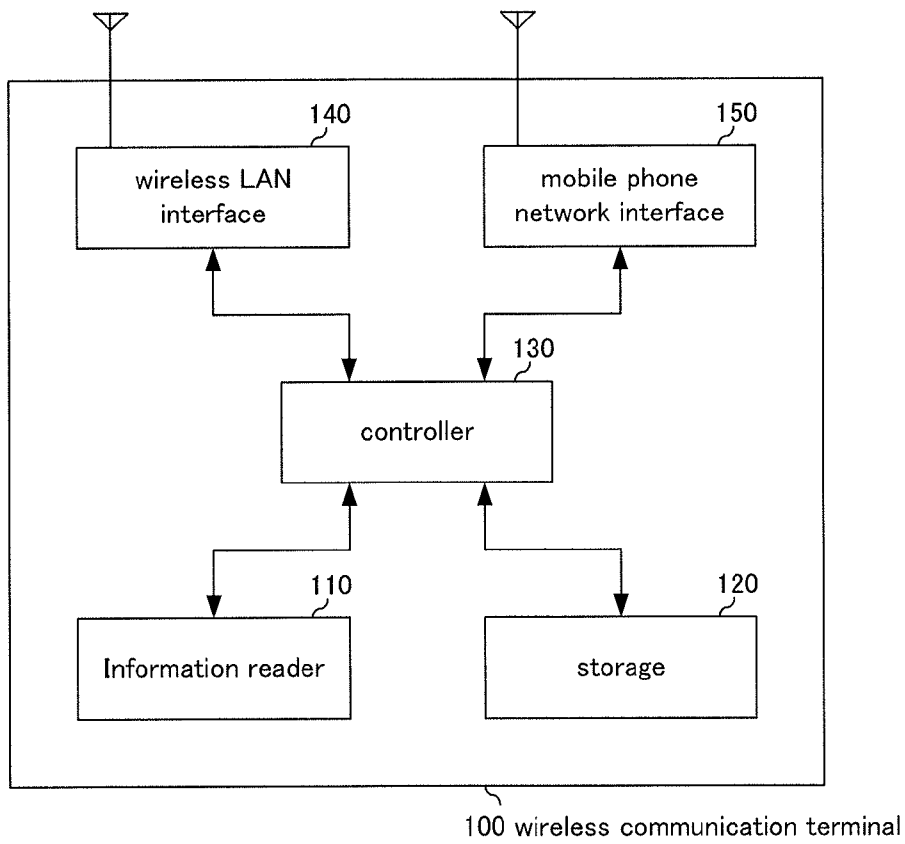 140
150
wireless LAN
interface
mobile phone
network interface
130
controller
110
120
Information reader
storage
100 wireless communication terminal